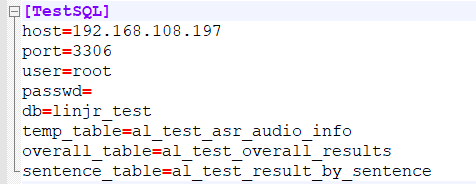 [TestSQL]
host=192.168.108.197
port=3306
user=root
passwd=
db=linjr_test
temp_table=al_test_asr_audio_info
overall_table=al_test_overall_results
sentence_table=al_test_result_by_sentence